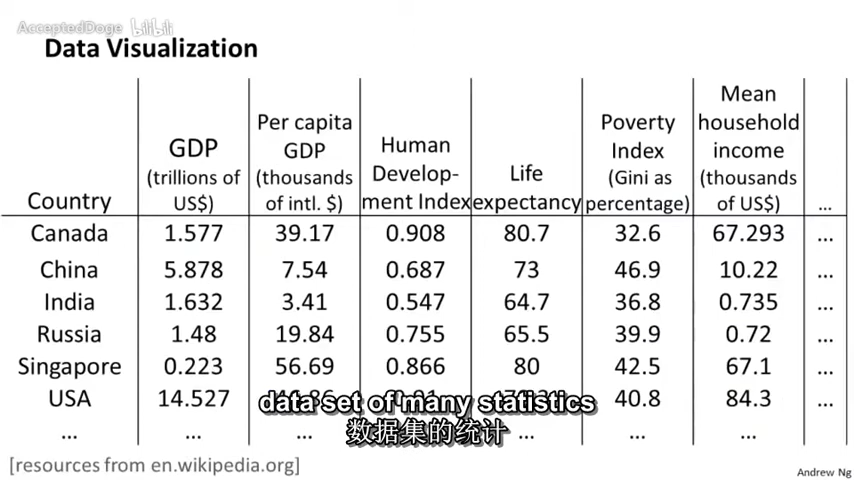 AcceptedDoge bilibili
Data Visualization
Country
GDP
(trillions of
US$)
Per capita
GDP
(thousands
of intl. $)
Human
Develop-
ment Index
Life
expectancy
Poverty
Index
(Gini as
percentage)
Mean
household
income
(thousands
of US$)
...
Canada 1.577 39.17 0.908 80.7 32.6 67.293 ...
China 5.878 7.54 0.687 73 46.9 10.22 ...
India 1.632 3.41 0.547 64.7 36.8 0.735 ...
Russia 1.48 19.84 0.755 65.5 39.9 0.72 ...
Singapore 0.223 56.69 0.866 80 42.5 67.1 ...
USA 14.527 40.8 84.3 ...
data set of many statistics
数据集的统计
... ... ... ... ...
[resources from en.wikipedia.org]
Andrew Ng